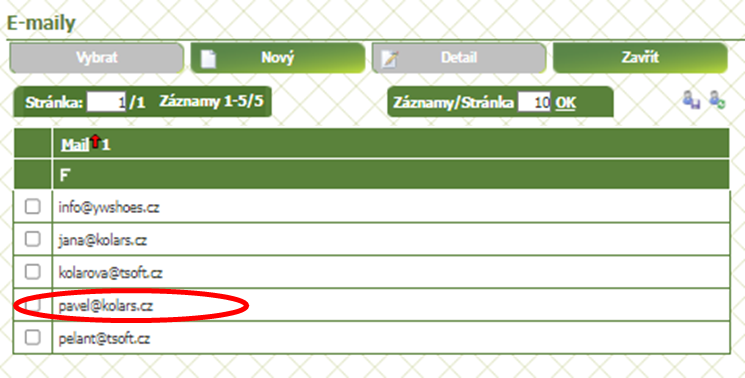 E-maily
Vybrat Nový Detail Zavřít
Stránka: 1 /1 Záznamy 1-5/5 Záznamy/Stránka 10 OK
Mail 1
F
info@ywshoes.cz
jana@kolars.cz
kolarova@tsoft.cz
pavel@kolars.cz
pelant@tsoft.cz